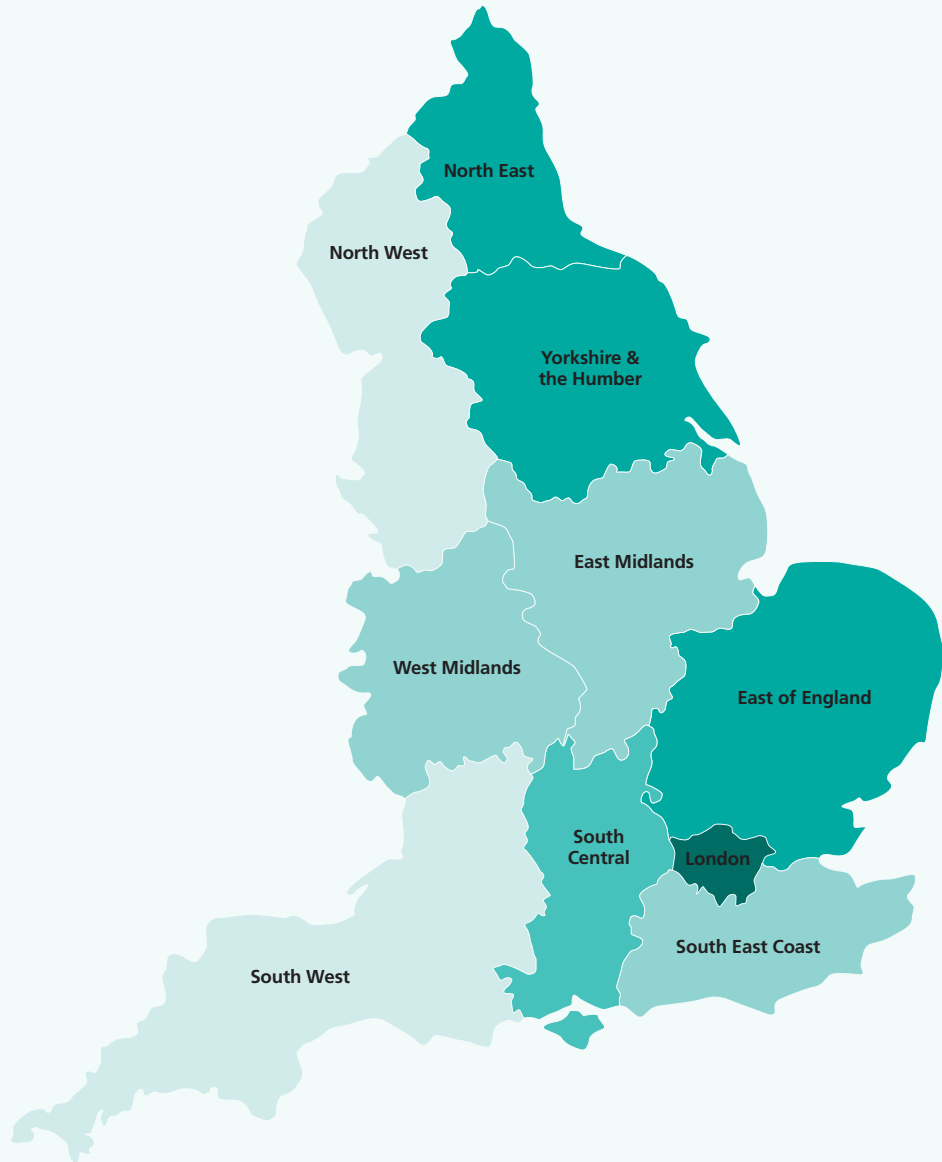 North East
North West
Yorkshire &
the Humber
East Midlands
West Midlands
East of England
South
Central
London
South East Coast
South West